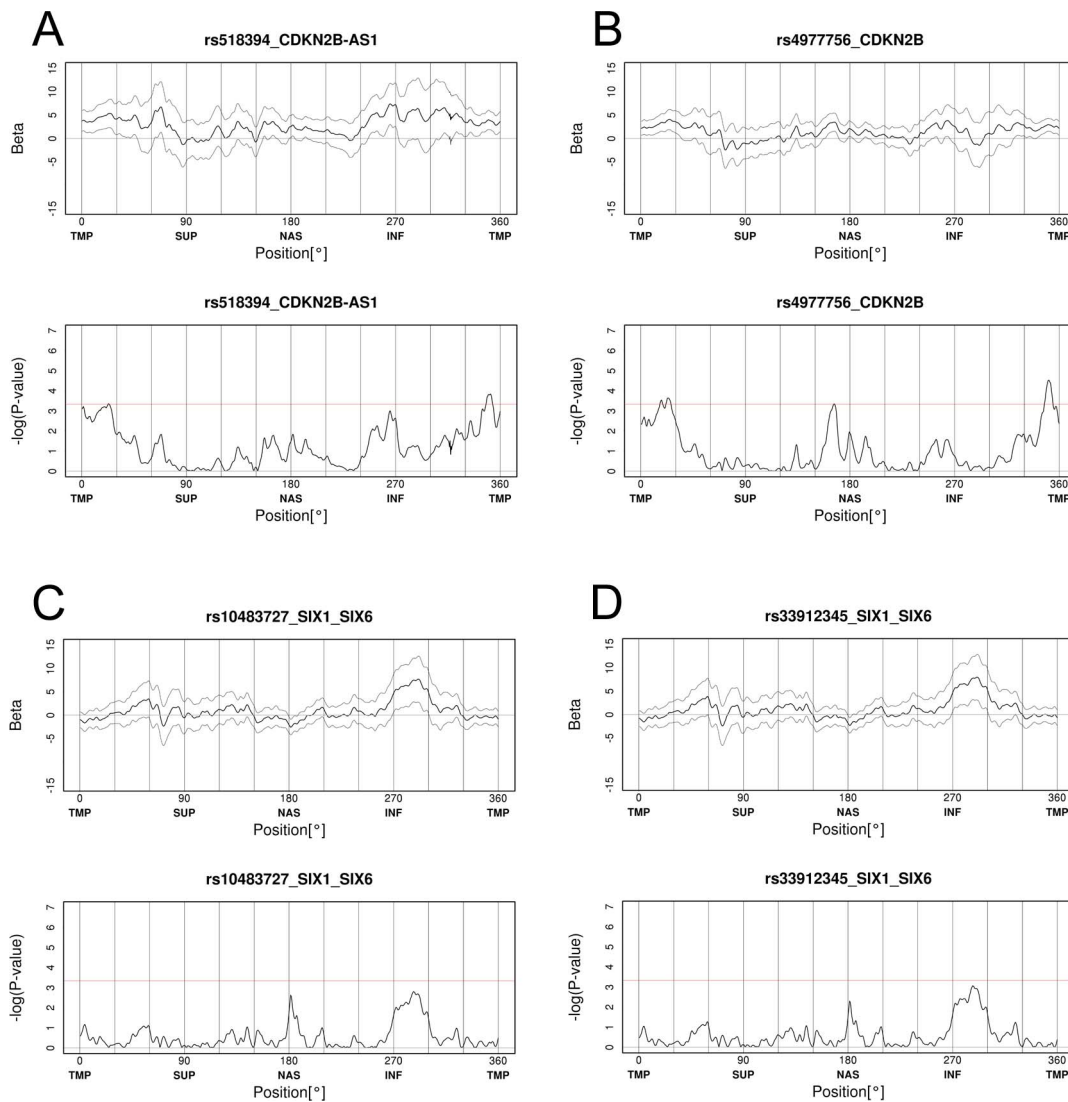 A
rs518394_CDKN2B-AS1
Beta
15
10
5
0
-5
-15
0 90 180 270 360
TMP SUP NAS INF TMP
Position[°]
rs518394_CDKN2B-AS1
-log(P-value)
7
6
5
4
3
2
1
0
0 90 180 270 360
TMP SUP NAS INF TMP
Position[°]
B
rs4977756_CDKN2B
Beta
15
10
5
0
-5
-15
0 90 180 270 360
TMP SUP NAS INF TMP
Position[°]
rs4977756_CDKN2B
-log(P-value)
7
6
5
4
3
2
1
0
0 90 180 270 360
TMP SUP NAS INF TMP
Position[°]
C
rs10483727_SIX1_SIX6
Beta
15
10
5
0
-5
-15
0 90 180 270 360
TMP SUP NAS INF TMP
Position[°]
rs10483727_SIX1_SIX6
-log(P-value)
7
6
5
4
3
2
1
0
0 90 180 270 360
TMP SUP NAS INF TMP
Position[°]
D
rs33912345_SIX1_SIX6
Beta
15
10
5
0
-5
-15
0 90 180 270 360
TMP SUP NAS INF TMP
Position[°]
rs33912345_SIX1_SIX6
-log(P-value)
7
6
5
4
3
2
1
0
0 90 180 270 360
TMP SUP NAS INF TMP
Position[°]